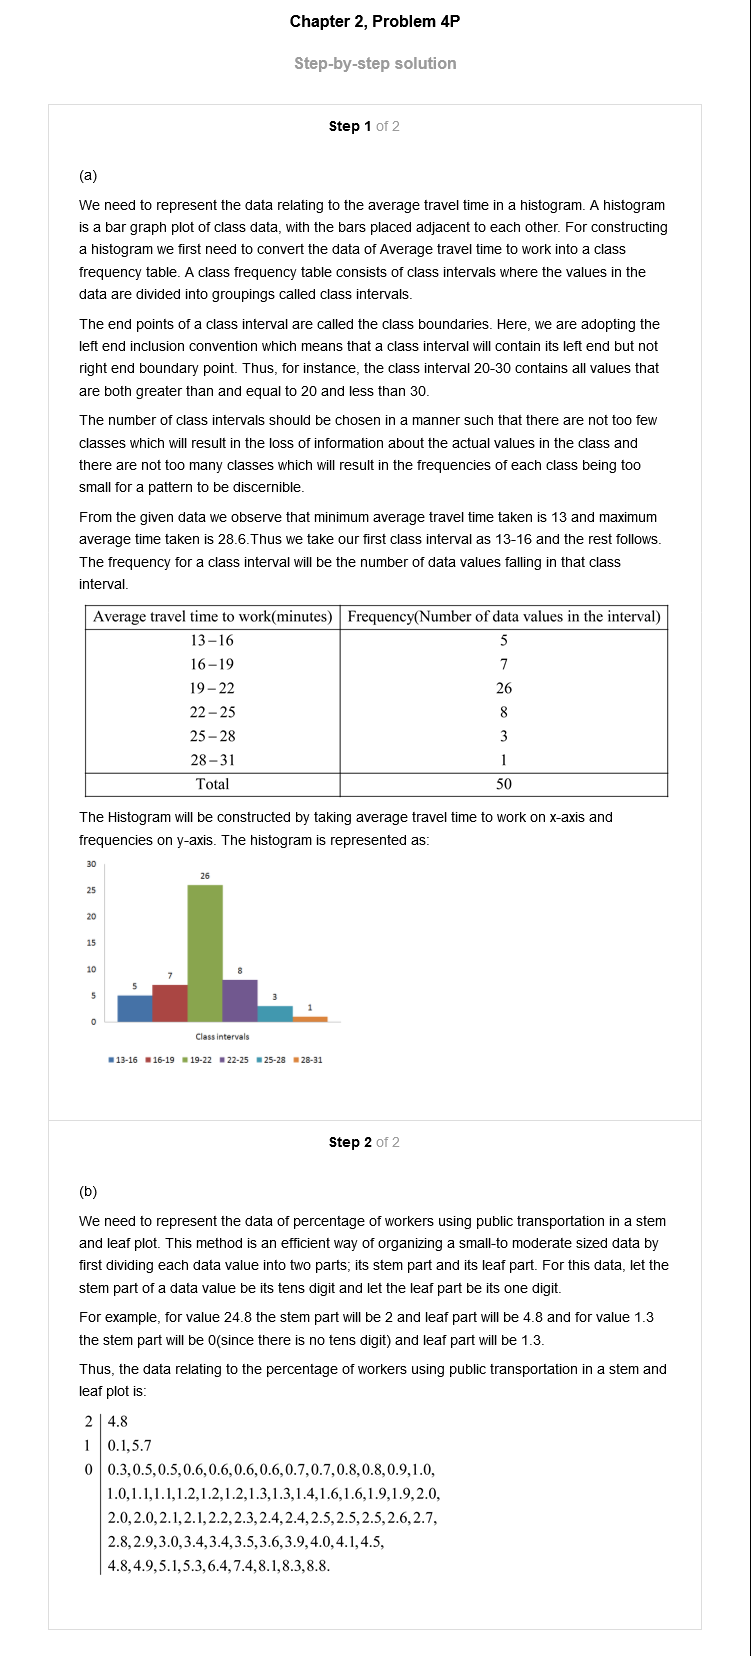 Chapter 2, Problem 4P
Step-by-step solution
Step 1 of 2
(a)
We need to represent the data relating to the average travel time in a histogram. A histogram
is a bar graph plot of class data, with the bars placed adjacent to each other. For constructing
a histogram we first need to convert the data of Average travel time to work into a class
frequency table. A class frequency table consists of class intervals where the values in the
data are divided into groupings called class intervals.
The end points of a class interval are called the class boundaries. Here, we are adopting the
left end inclusion convention which means that a class interval will contain its left end but not
right end boundary point. Thus, for instance, the class interval 20-30 contains all values that
are both greater than and equal to 20 and less than 30.
The number of class intervals should be chosen in a manner such that there are not too few
classes which will result in the loss of information about the actual values in the class and
there are not too many classes which will result in the frequencies of each class being too
small for a pattern to be discernible.
From the given data we observe that minimum average travel time taken is 13 and maximum
average time taken is 28.6.Thus we take our first class interval as 13-16 and the rest follows.
The frequency for a class interval will be the number of data values falling in that class
interval.
Average travel time to work(minutes) Frequency(Number of data values in the interval)
13–16 5
16–19 7
19–22 26
22–25 8
25–28 3
28–31 1
Total 50
The Histogram will be constructed by taking average travel time to work on x-axis and
frequencies on y-axis. The histogram is represented as:
30
26
25
20
15
10
8
7
5
5
3
1
0
Class intervals
13-16 16-19 19-22 22-25 25-28 28-31
Step 2 of 2
(b)
We need to represent the data of percentage of workers using public transportation in a stem
and leaf plot. This method is an efficient way of organizing a small-to moderate sized data by
first dividing each data value into two parts; its stem part and its leaf part. For this data, let the
stem part of a data value be its tens digit and let the leaf part be its one digit.
For example, for value 24.8 the stem part will be 2 and leaf part will be 4.8 and for value 1.3
the stem part will be 0(since there is no tens digit) and leaf part will be 1.3.
Thus, the data relating to the percentage of workers using public transportation in a stem and
leaf plot is:
2 4.8
1 0.1,5.7
0 0.3,0.5,0.5,0.6,0.6,0.6,0.6,0.7,0.7,0.8,0.8,0.9,1.0,
1.0,1.1,1.1,1.2,1.2,1.2,1.3,1.3,1.4,1.6,1.6,1.9,1.9,2.0,
2.0,2.0,2.1,2.1,2.2,2.3,2.4,2.4,2.5,2.5,2.5,2.6,2.7,
2.8,2.9,3.0,3.4,3.4,3.5,3.6,3.9,4.0,4.1,4.5,
4.8,4.9,5.1,5.3,6.4,7.4,8.1,8.3,8.8.